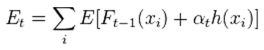 $E_t = \sum_i E[F_{t-1}(x_i) + \alpha_t h(x_i)]$